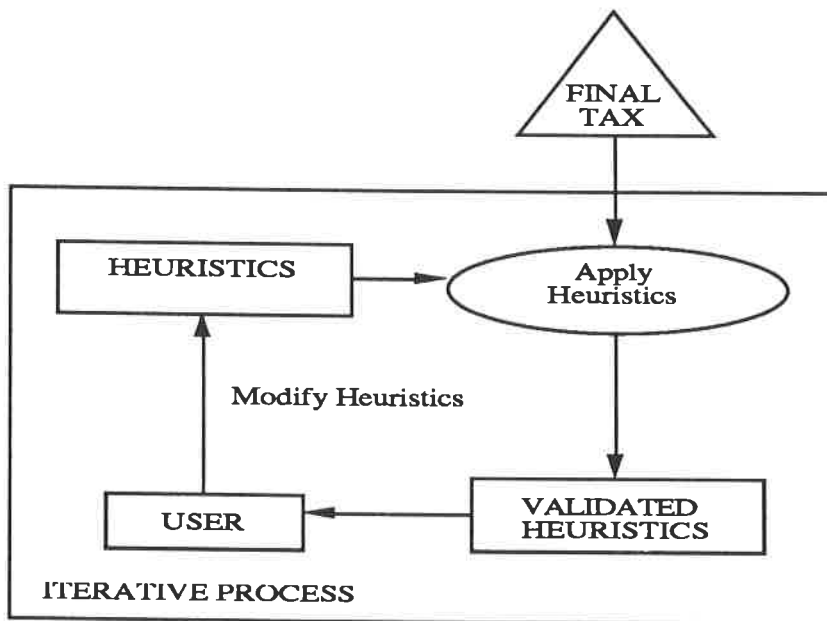 FINAL
TAX
HEURISTICS
Apply
Heuristics
Modify Heuristics
USER
VALIDATED
HEURISTICS
ITERATIVE PROCESS